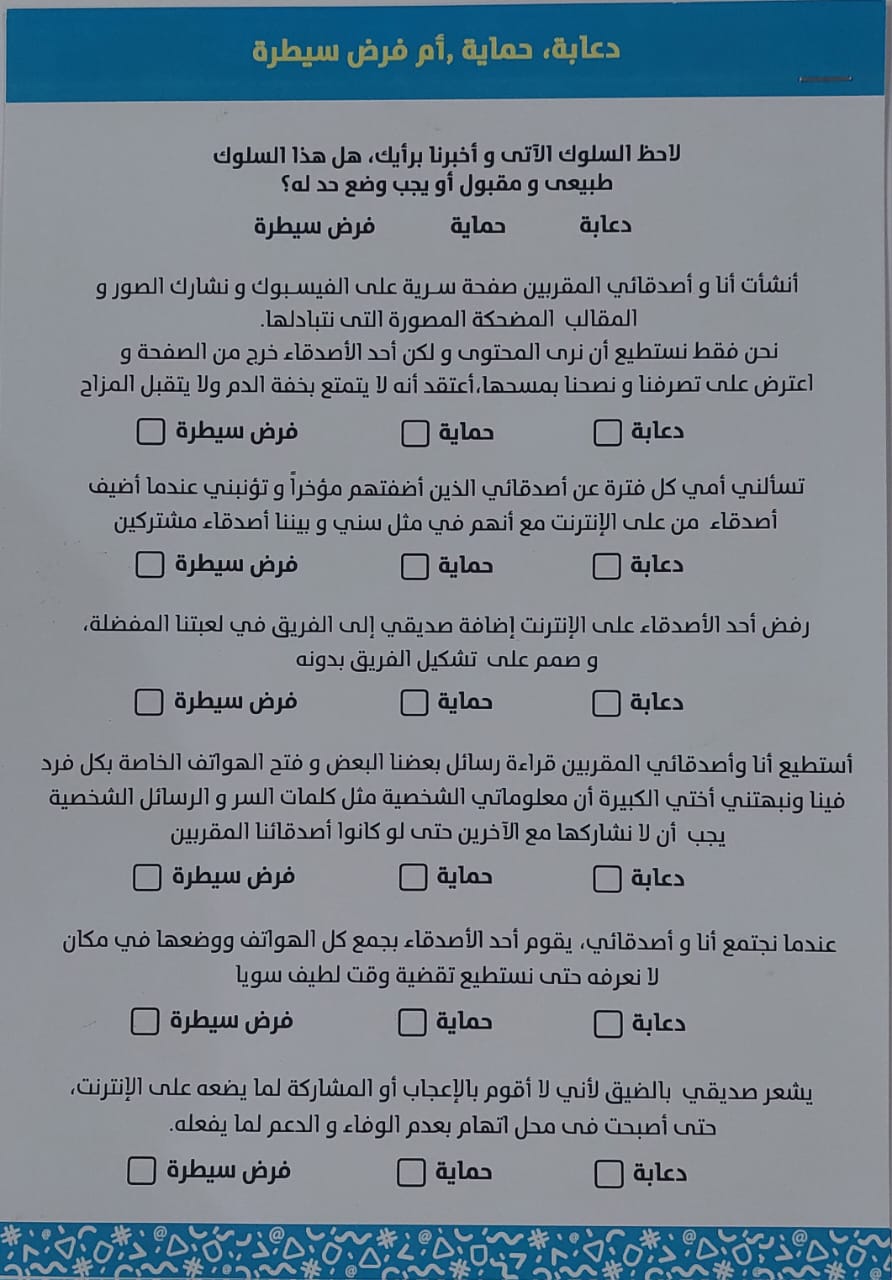 دعابة، حماية ,أم فرض سيطرة
لاحظ السلوك الآتى و أخبرنا برأيك، هل هذا السلوك
طبيعى و مقبول أو يجب وضع حد له؟
دعابة حماية فرض سيطرة
أنشأت أنا و أصدقائي المقربين صفحة سرية على الفيسبوك و نشارك الصور و
المقالب المضحكة المصورة التى نتبادلها.
نحن فقط نستطيع أن نرى المحتوى و لكن أحد الأصدقاء خرج من الصفحة و
اعترض على تصرفنا و نصحنا بمسحها،أعتقد أنه لا يتمتع بخفة الدم ولا يتقبل المزاح
دعابة حماية فرض سيطرة
تسألني أمي كل فترة عن أصدقائي الذين أضفتهم مؤخراً و تؤنبني عندما أضيف
أصدقاء من على الإنترنت مع أنهم في مثل سني و بيننا أصدقاء مشتركين
دعابة حماية فرض سيطرة
رفض أحد الأصدقاء على الإنترنت إضافة صديقي إلى الفريق في لعبتنا المفضلة،
و صمم على تشكيل الفريق بدونه
دعابة حماية فرض سيطرة
أستطيع أنا وأصدقائي المقربين قراءة رسائل بعضنا البعض و فتح الهواتف الخاصة بكل فرد
فينا ونبهتني أختي الكبيرة أن معلوماتي الشخصية مثل كلمات السر و الرسائل الشخصية
يجب أن لا نشاركها مع الآخرين حتى لو كانوا أصدقائنا المقربين
دعابة حماية فرض سيطرة
عندما نجتمع أنا و أصدقائي، يقوم أحد الأصدقاء بجمع كل الهواتف ووضعها في مكان
لا نعرفه حتى نستطيع تقضية وقت لطيف سويا
دعابة حماية فرض سيطرة
يشعر صديقي بالضيق لأني لا أقوم بالإعجاب أو المشاركة لما يضعه على الإنترنت،
حتى أصبحت فى محل اتهام بعدم الوفاء و الدعم لما يفعله.
دعابة حماية فرض سيطرة